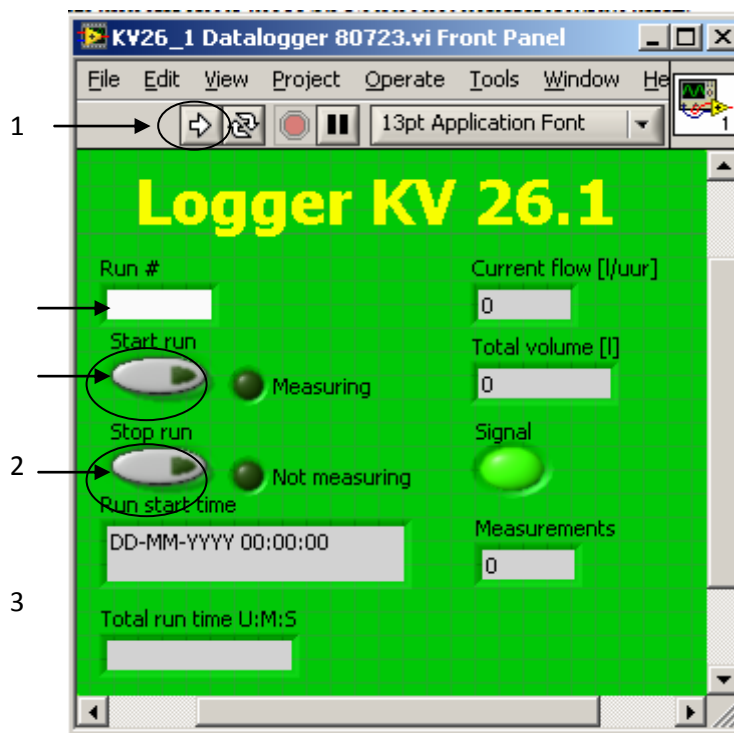 KV26_1 Datalogger 80723.vi Front Panel
File Edit View Project Operate Tools Window He
1
13pt Application Font
1
Logger KV 26.1
Run #
Current flow [l/uur]
0
Start run
Total volume [l]
Measuring
0
Stop run
Signal
2
Not measuring
Run start time
Measurements
DD-MM-YYYY 00:00:00
0
3
Total run time U:M:S